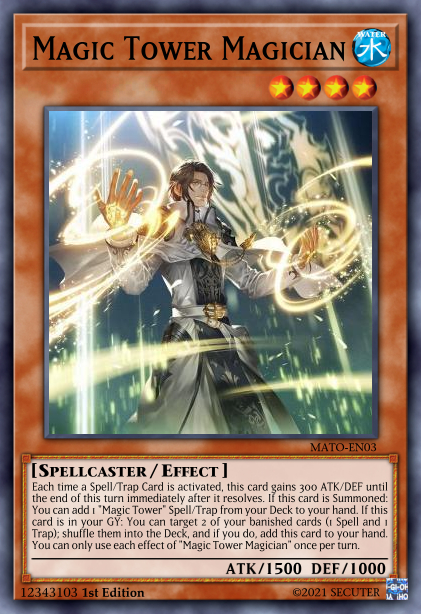 Magic Tower Magician
WATER
水
MATO-EN03
[Spellcaster / Effect ]
Each time a Spell/Trap Card is activated, this card gains 300 ATK/DEF until
the end of this turn immediately after it resolves. If this card is Summoned:
You can add 1 "Magic Tower" Spell/Trap from your Deck to your hand. If this
card is in your GY: You can target 2 of your banished cards (1 Spell and 1
Trap); shuffle them into the Deck, and if you do, add this card to your hand.
You can only use each effect of "Magic Tower Magician" once per turn.
ATK/1500 DEF/1000
12343103 1st Edition
©2021 SECUTER